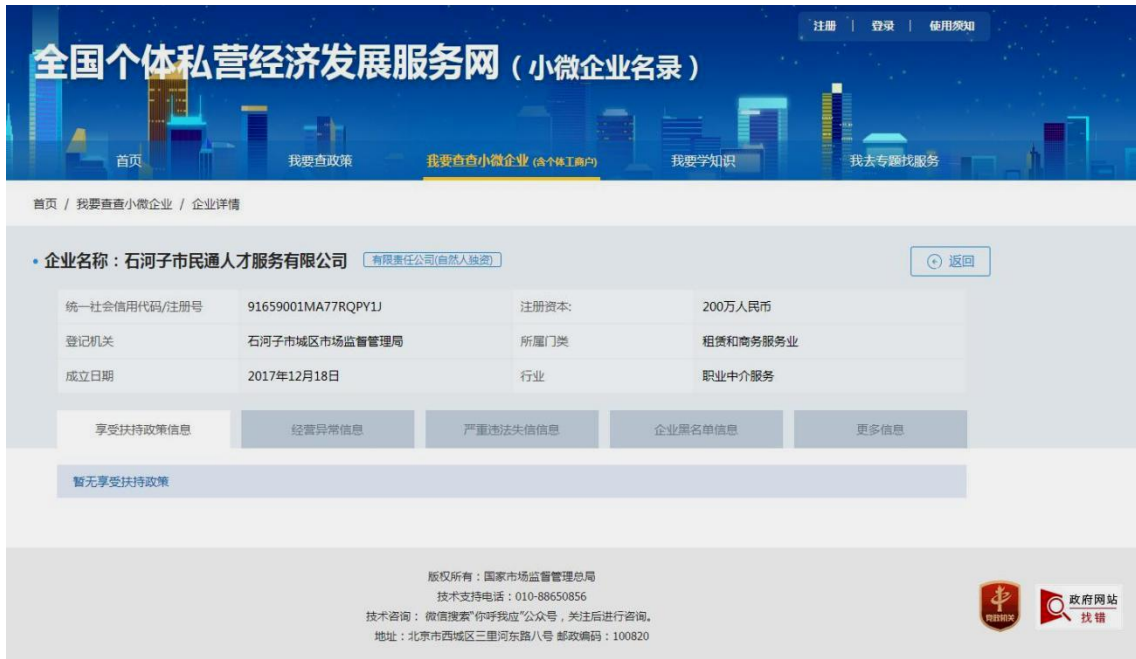 注册 | 登录 | 使用须知
全国个体私营经济发展服务网（小微企业名录）
首页 我要查政策 我要查查小微企业 (含个体工商户) 我要学知识 我去专题找服务
首页 / 我要查查小微企业 / 企业详情
• 企业名称：石河子市民通人才服务有限公司 有限责任公司(自然人独资) 返回
统一社会信用代码/注册号 91659001MA77RQPY1J 注册资本: 200万人民币
登记机关 石河子市城区市场监督管理局 所属门类 租赁和商务服务业
成立日期 2017年12月18日 行业 职业中介服务
享受扶持政策信息 经营异常信息 严重违法失信信息 企业黑名单信息 更多信息
暂无享受扶持政策
版权所有：国家市场监督管理总局
技术支持电话：010-88650856
技术咨询： 微信搜索"你呼我应"公众号，关注后进行咨询。
地址：北京市西城区三里河东路八号 邮政编码：100820
党政机关
政府网站
找错